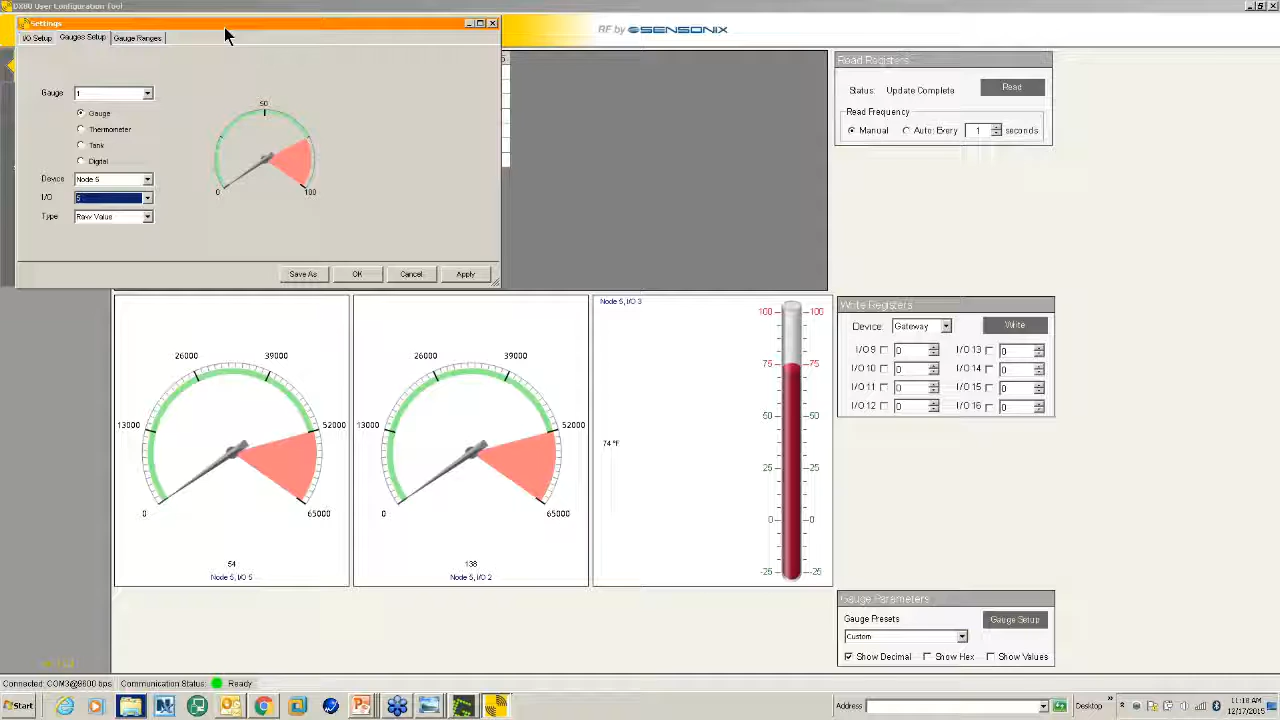 DX80 User Configuration Tool
Settings
I/O Setup Gauges Setup Gauge Ranges
RF by SENSONIX
Gauge 1
Gauge
Thermometer
Tank
Digital
Device Node 5
I/O 5
Type Raw Value
50
0 100
Save As OK Cancel Apply
Read Registers
Status: Update Complete Read
Read Frequency
Manual Auto: Every 1 seconds
26000 39000
13000 52000
0 65000
54
Node 5, I/O 5
26000 39000
13000 52000
0 65000
138
Node 5, I/O 2
Node 5, I/O 3
74 °F
100 100
75 75
50 50
25 25
0 0
-25 -25
Write Registers
Device: Gateway Write
I/O 9 0 I/O 13 0
I/O 10 0 I/O 14 0
I/O 11 0 I/O 15 0
I/O 12 0 I/O 16 0
Gauge Parameters
Gauge Presets Gauge Setup
Custom
Show Decimal Show Hex Show Values
Connected: COM3@9600 bps Communication Status: Ready
Start Address Desktop 11:18 AM
12/17/2015